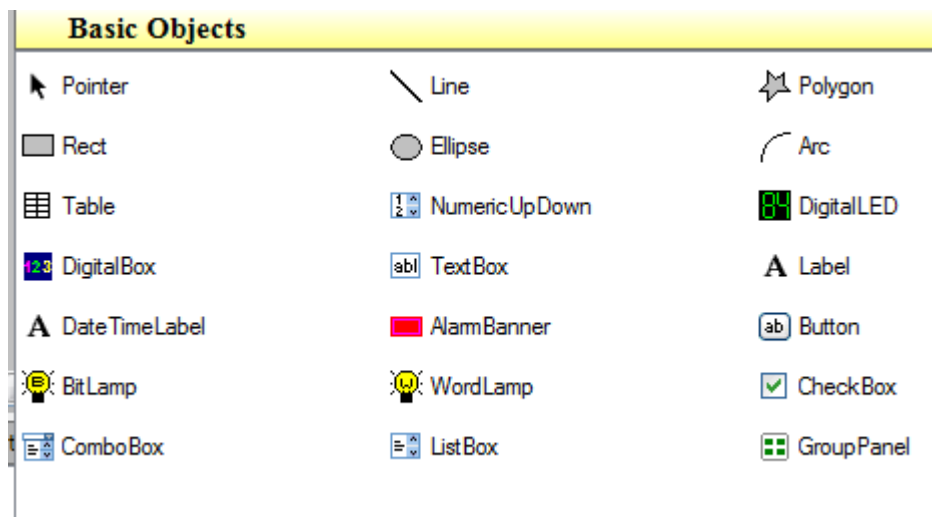 Basic Objects
Pointer Line Polygon
Rect Ellipse Arc
Table NumericUpDown DigitalLED
DigitalBox TextBox Label
DateTimeLabel AlarmBanner Button
BitLamp WordLamp CheckBox
ComboBox ListBox GroupPanel